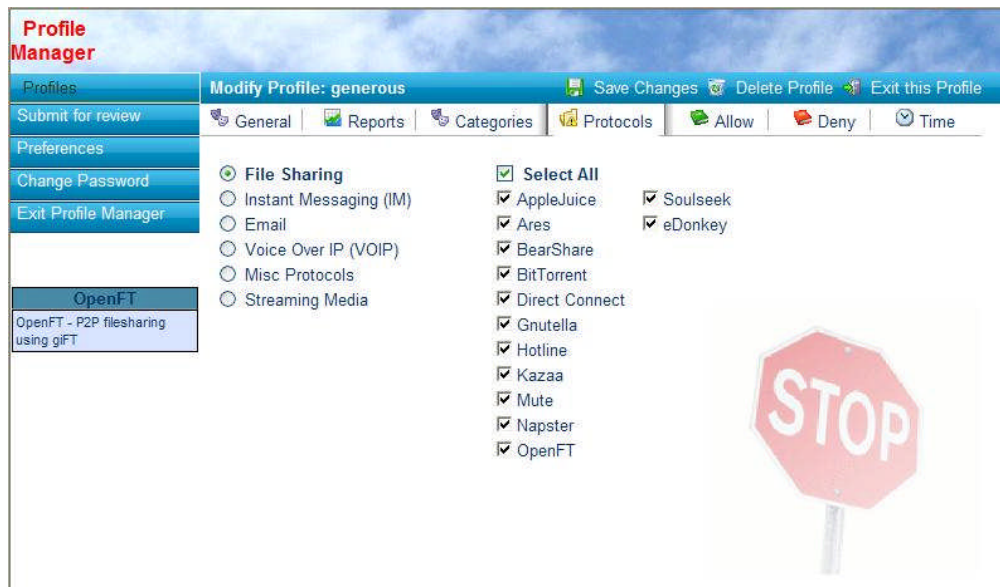 Profile
Manager
Profiles
Submit for review
Preferences
Change Password
Exit Profile Manager
OpenFT
OpenFT - P2P filesharing
using giFT
Modify Profile: generous
Save Changes Delete Profile Exit this Profile
General Reports Categories Protocols Allow Deny Time
File Sharing
Instant Messaging (IM)
Email
Voice Over IP (VOIP)
Misc Protocols
Streaming Media
Select All
AppleJuice
Ares
BearShare
BitTorrent
Direct Connect
Gnutella
Hotline
Kazaa
Mute
Napster
OpenFT
Soulseek
eDonkey
STOP